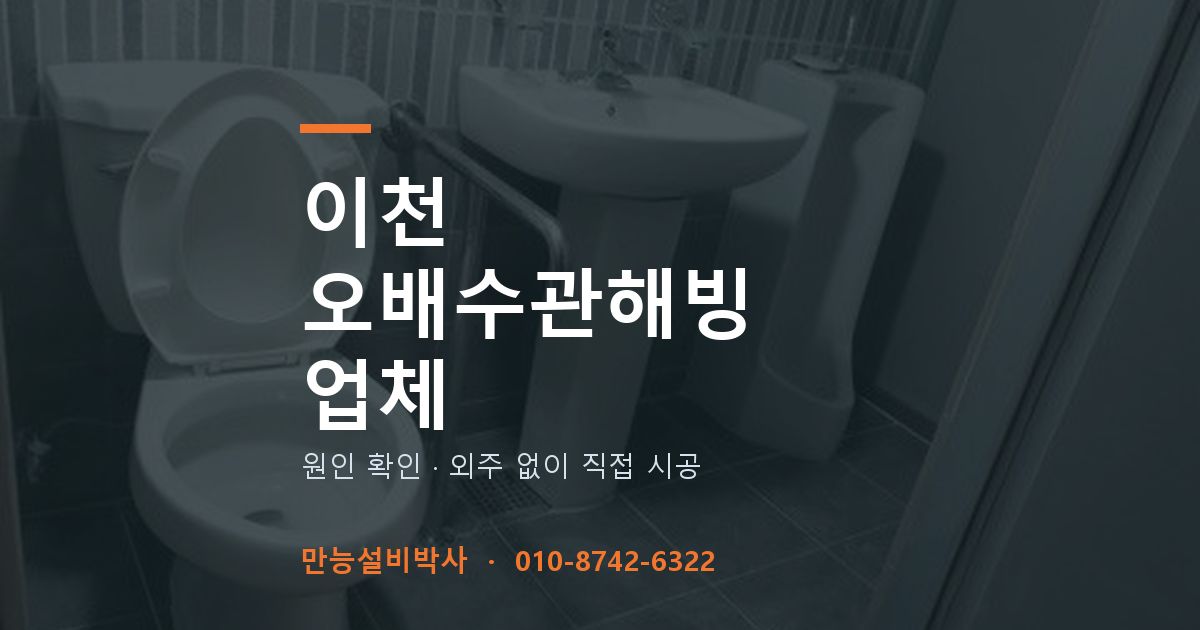 이천
오배수관해빙
업체
원인 확인 · 외주 없이 직접 시공
만능설비박사 · 010-8742-6322